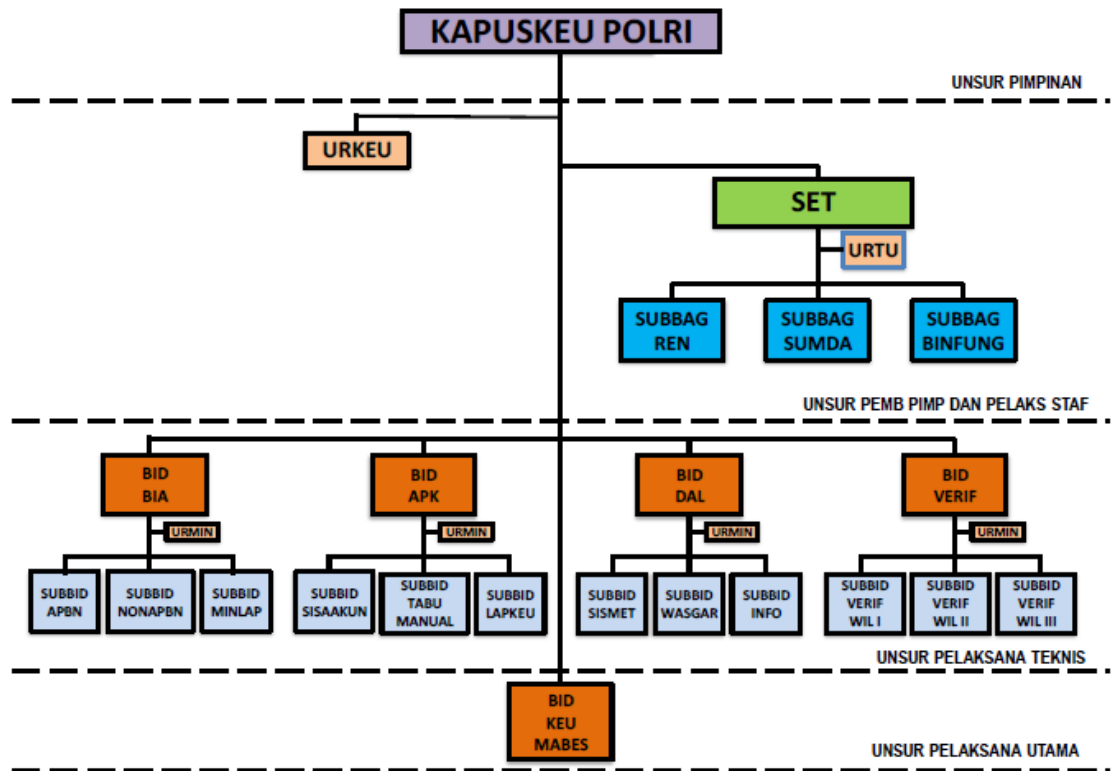 KAPUSKEU POLRI
UNSUR PIMPINAN
URKEU
SET
URTU
SUBBAG
REN
SUBBAG
SUMDA
SUBBAG
BINFUNG
UNSUR PEMB PIMP DAN PELAKS STAF
BID
BIA
BID
APK
BID
DAL
BID
VERIF
URMIN
URMIN
URMIN
URMIN
SUBBID
APBN
SUBBID
NONAPBN
SUBBID
MINLAP
SUBBID
SISAAKUN
SUBBID
TABU
MANUAL
SUBBID
LAPKEU
SUBBID
SISMET
SUBBID
WASGAR
SUBBID
INFO
SUBBID
VERIF
WIL I
SUBBID
VERIF
WIL II
SUBBID
VERIF
WIL III
UNSUR PELAKSANA TEKNIS
BID
KEU
MABES
UNSUR PELAKSANA UTAMA